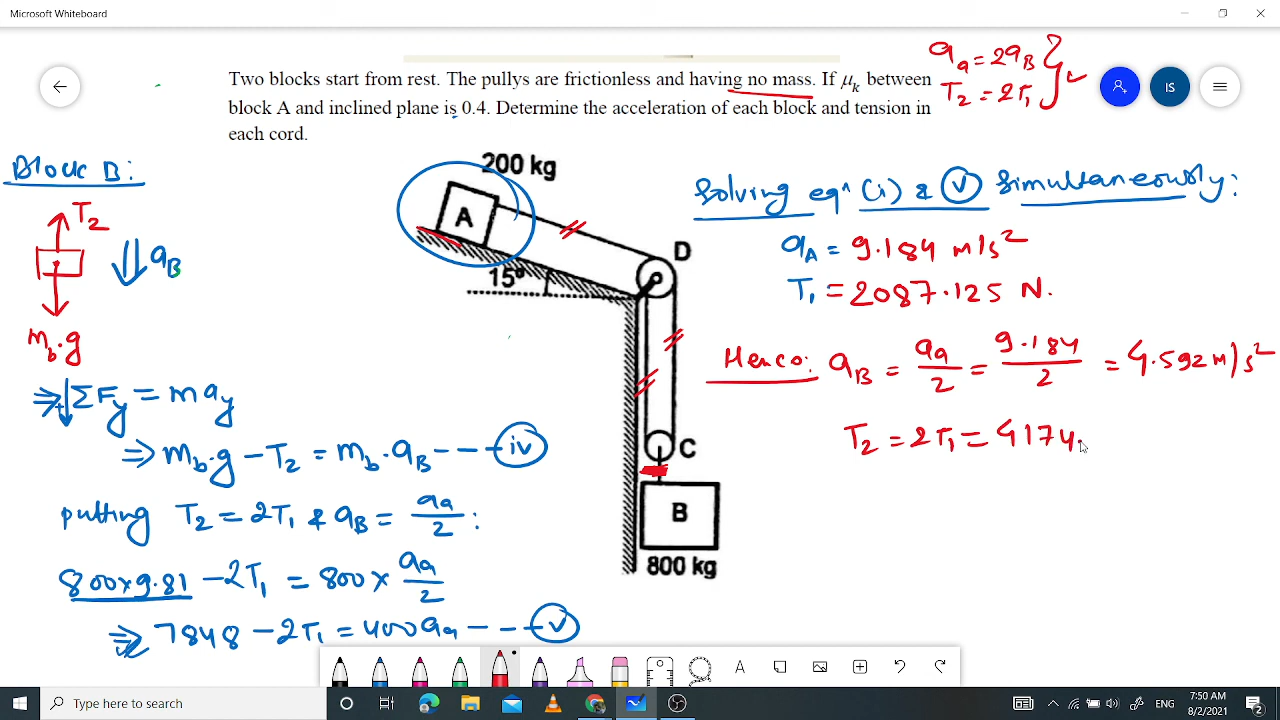 Microsoft Whiteboard
Two blocks start from rest. The pullys are frictionless and having no mass. If μk between
block A and inclined plane is 0.4. Determine the acceleration of each block and tension in
each cord.
aa = 2aB
T2 = 2T1
IS
Block B:
T2
aB
mb.g
⇒ ↓+ ΣFy = may
⇒ mb.g - T2 = mb.aB --- iv
putting T2 = 2T1 & aB = aa/2 :
800×9.81 - 2T1 = 800 × aa/2
⇒ 7848 - 2T1 = 400aa --- v
200 kg
A
15°
D
C
B
800 kg
Solving eqn (i) & v simultaneously:
aA = 9.184 m/s²
T1 = 2087.125 N.
Hence: aB = aa/2 = 9.184/2 = 4.592 m/s²
T2 = 2T1 = 4174.
A
Type here to search
ENG
7:50 AM
8/2/2021
2